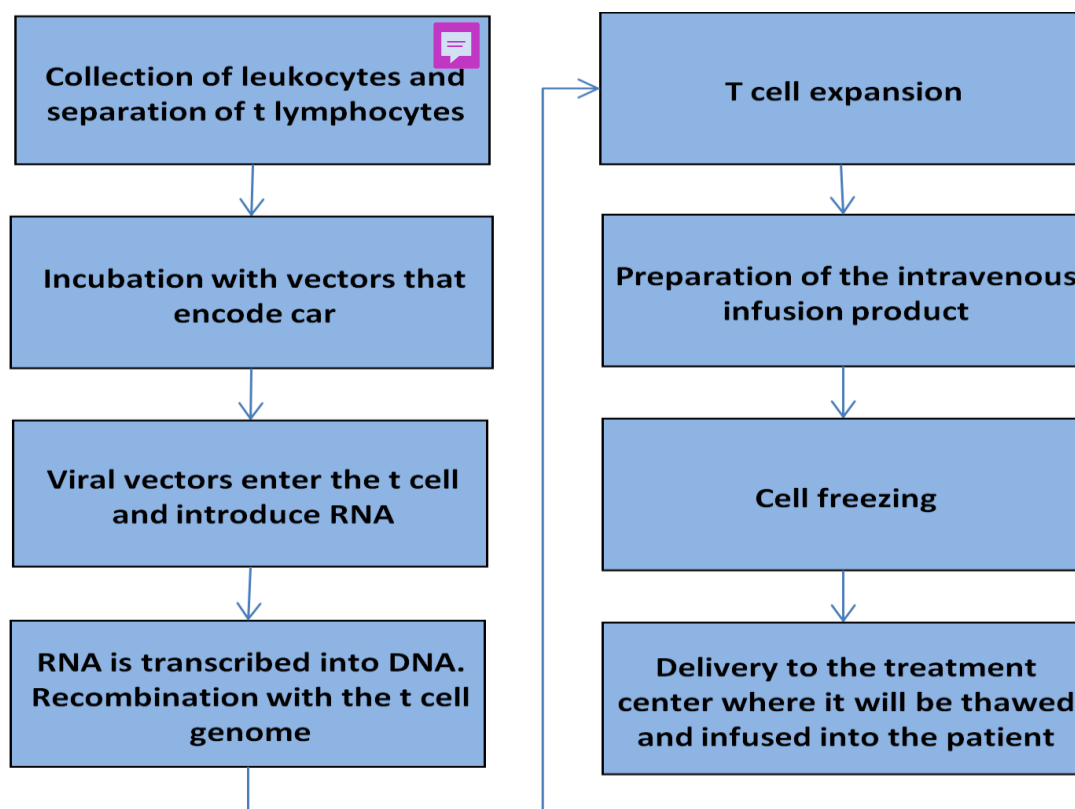 Collection of leukocytes and
separation of t lymphocytes
Incubation with vectors that
encode car
Viral vectors enter the t cell
and introduce RNA
RNA is transcribed into DNA.
Recombination with the t cell
genome
T cell expansion
Preparation of the intravenous
infusion product
Cell freezing
Delivery to the treatment
center where it will be thawed
and infused into the patient